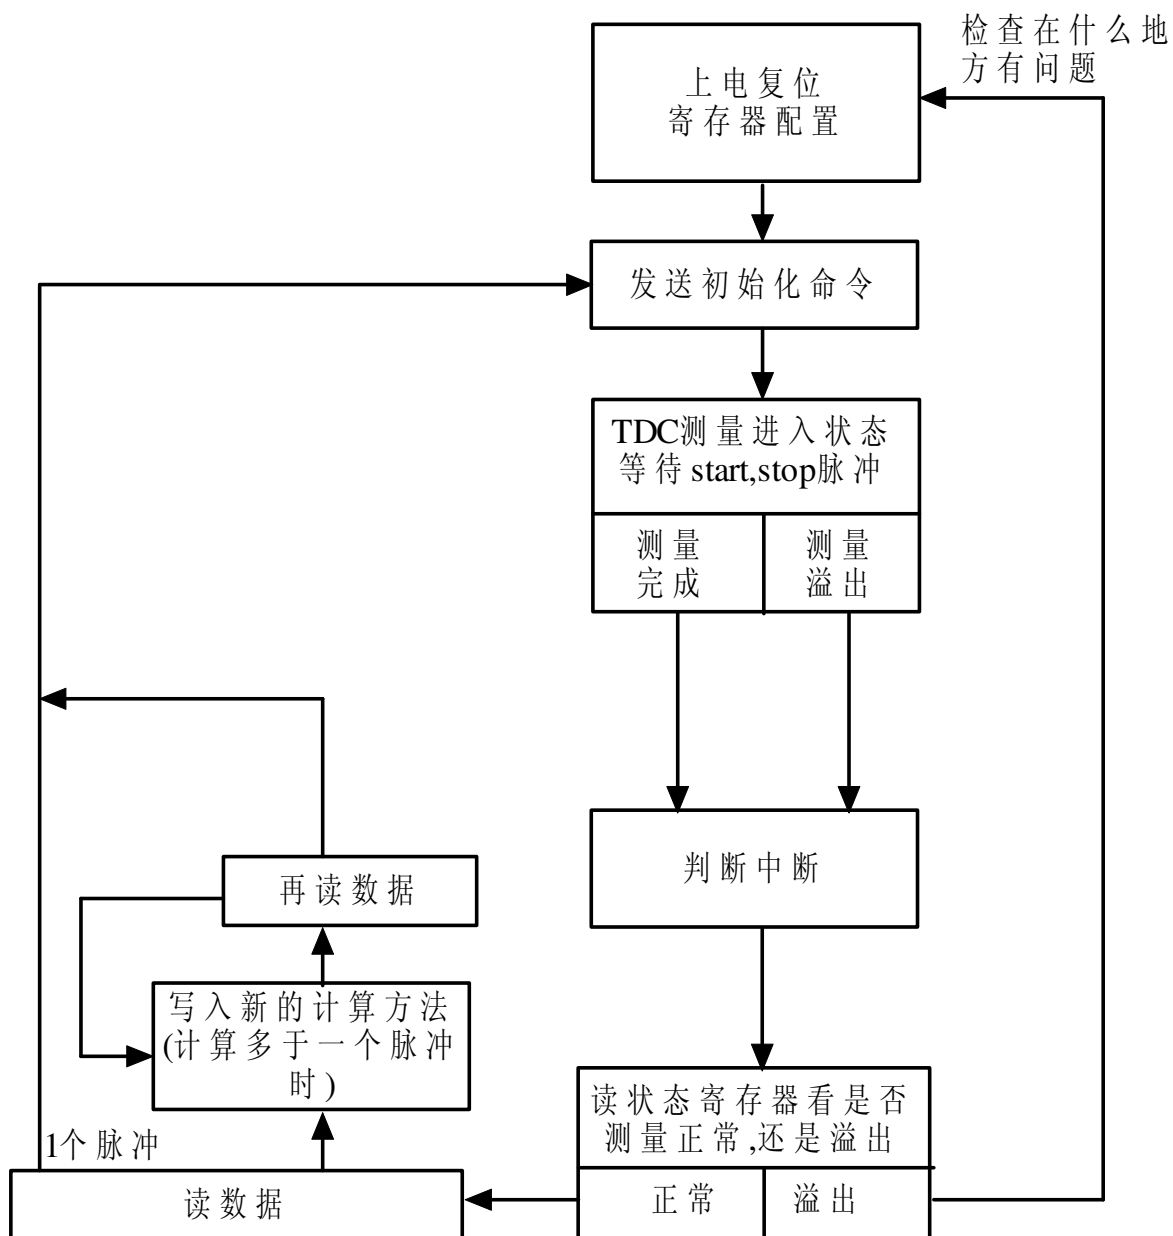 检查在什么地
方有问题
上电复位
寄存器配置
发送初始化命令
TDC测量进入状态
等待start,stop脉冲
测量
完成
测量
溢出
判断中断
再读数据
写入新的计算方法
(计算多于一个脉冲
时)
读状态寄存器看是否
测量正常,还是溢出
1个脉冲
读数据
正常
溢出